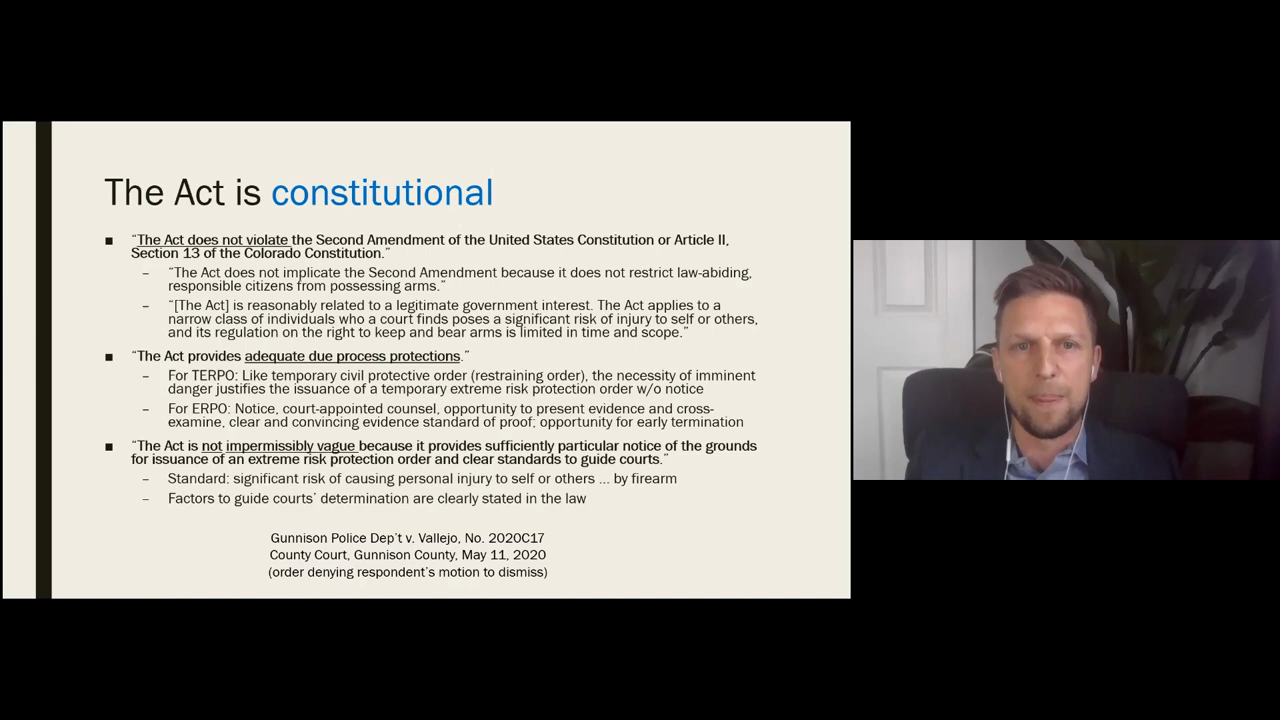 The Act is constitutional
■ “The Act does not violate the Second Amendment of the United States Constitution or Article II,
Section 13 of the Colorado Constitution.”
– “The Act does not implicate the Second Amendment because it does not restrict law-abiding,
responsible citizens from possessing arms.”
– “[The Act] is reasonably related to a legitimate government interest. The Act applies to a
narrow class of individuals who a court finds poses a significant risk of injury to self or others,
and its regulation on the right to keep and bear arms is limited in time and scope.”
■ “The Act provides adequate due process protections.”
– For TERPO: Like temporary civil protective order (restraining order), the necessity of imminent
danger justifies the issuance of a temporary extreme risk protection order w/o notice
– For ERPO: Notice, court-appointed counsel, opportunity to present evidence and cross-
examine, clear and convincing evidence standard of proof; opportunity for early termination
■ “The Act is not impermissibly vague because it provides sufficiently particular notice of the grounds
for issuance of an extreme risk protection order and clear standards to guide courts.”
– Standard: significant risk of causing personal injury to self or others ... by firearm
– Factors to guide courts’ determination are clearly stated in the law
Gunnison Police Dep’t v. Vallejo, No. 2020C17
County Court, Gunnison County, May 11, 2020
(order denying respondent’s motion to dismiss)